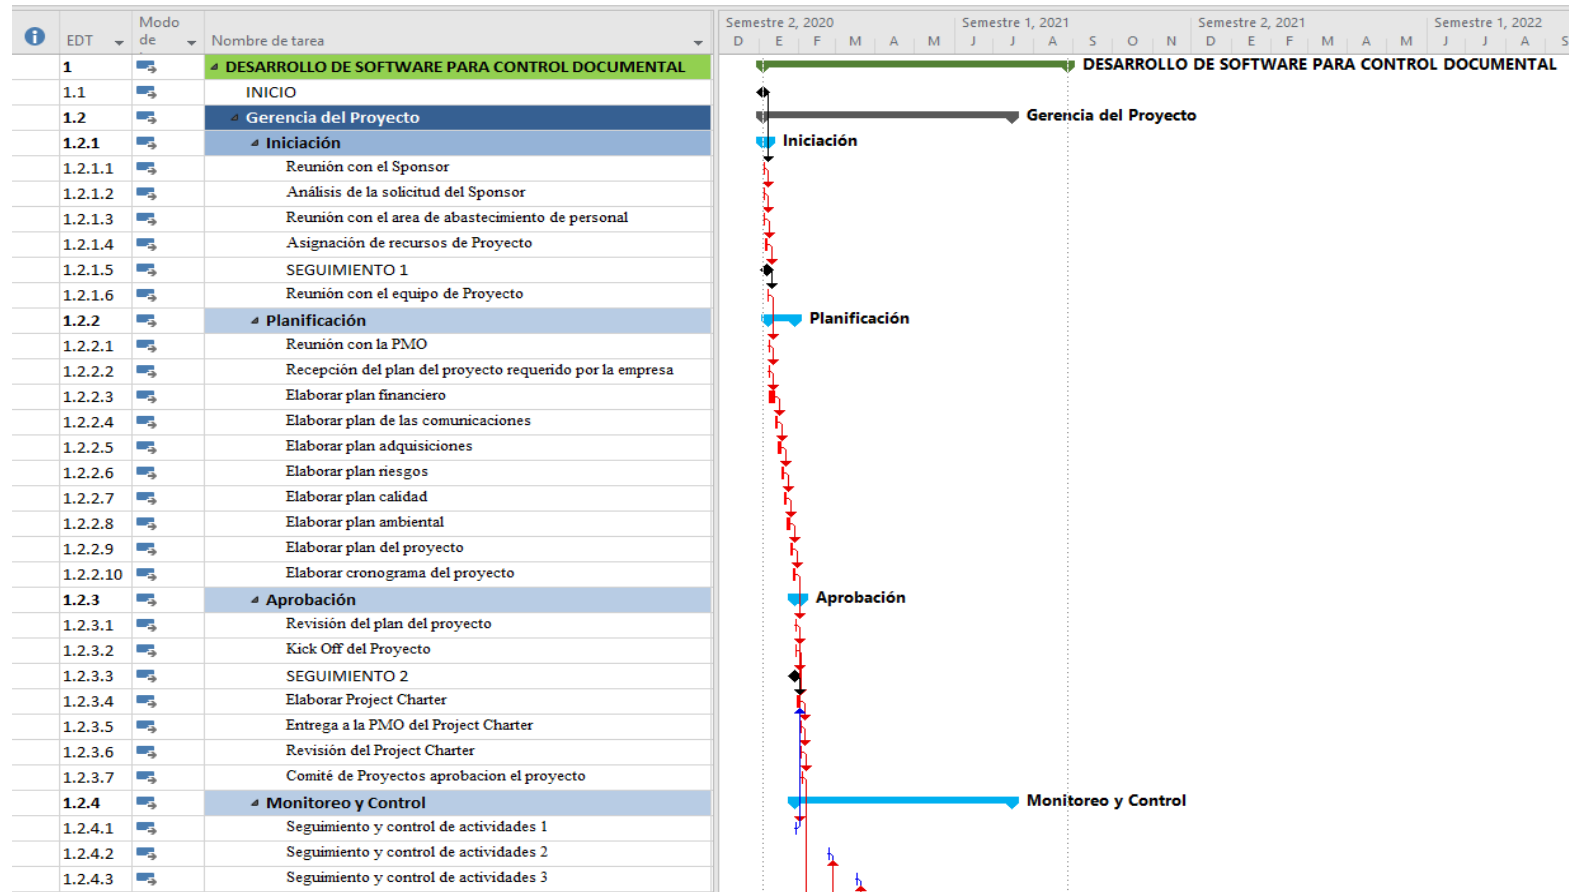 Modo
EDT de Nombre de tarea
Semestre 2, 2020 Semestre 1, 2021 Semestre 2, 2021 Semestre 1, 2022
D E F M A M J J A S O N D E F M A M J J A S
1 DESARROLLO DE SOFTWARE PARA CONTROL DOCUMENTAL DESARROLLO DE SOFTWARE PARA CONTROL DOCUMENTAL
1.1 INICIO
1.2 Gerencia del Proyecto Gerencia del Proyecto
1.2.1 Iniciación Iniciación
1.2.1.1 Reunión con el Sponsor
1.2.1.2 Análisis de la solicitud del Sponsor
1.2.1.3 Reunión con el area de abastecimiento de personal
1.2.1.4 Asignación de recursos de Proyecto
1.2.1.5 SEGUIMIENTO 1
1.2.1.6 Reunión con el equipo de Proyecto
1.2.2 Planificación Planificación
1.2.2.1 Reunión con la PMO
1.2.2.2 Recepción del plan del proyecto requerido por la empresa
1.2.2.3 Elaborar plan financiero
1.2.2.4 Elaborar plan de las comunicaciones
1.2.2.5 Elaborar plan adquisiciones
1.2.2.6 Elaborar plan riesgos
1.2.2.7 Elaborar plan calidad
1.2.2.8 Elaborar plan ambiental
1.2.2.9 Elaborar plan del proyecto
1.2.2.10 Elaborar cronograma del proyecto
1.2.3 Aprobación Aprobación
1.2.3.1 Revisión del plan del proyecto
1.2.3.2 Kick Off del Proyecto
1.2.3.3 SEGUIMIENTO 2
1.2.3.4 Elaborar Project Charter
1.2.3.5 Entrega a la PMO del Project Charter
1.2.3.6 Revisión del Project Charter
1.2.3.7 Comité de Proyectos aprobacion el proyecto
1.2.4 Monitoreo y Control Monitoreo y Control
1.2.4.1 Seguimiento y control de actividades 1
1.2.4.2 Seguimiento y control de actividades 2
1.2.4.3 Seguimiento y control de actividades 3